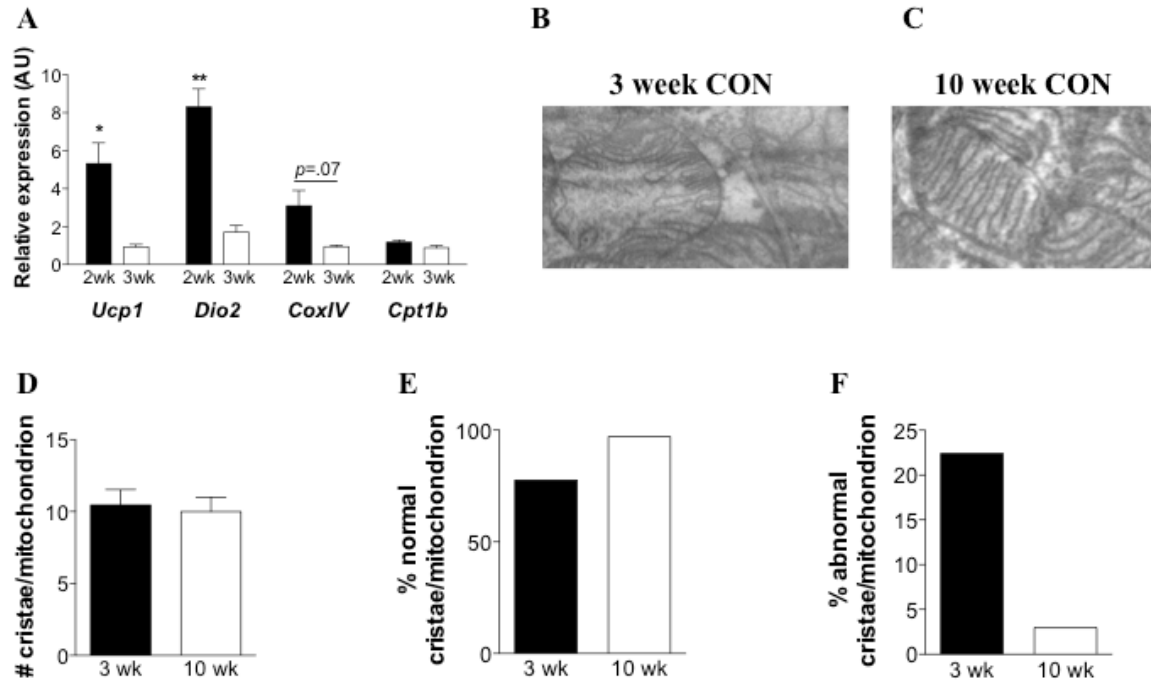 A
Relative expression (AU)
10
8
6
4
2
0
*
**
p=.07
2wk 3wk 2wk 3wk 2wk 3wk 2wk 3wk
Ucp1 Dio2 CoxIV Cpt1b
B
3 week CON
C
10 week CON
D
# cristae/mitochondrion
15
10
5
0
3 wk 10 wk
E
% normal
cristae/mitochondrion
100
50
0
3 wk 10 wk
F
% abnormal
cristae/mitochondrion
25
20
15
10
5
0
3 wk 10 wk